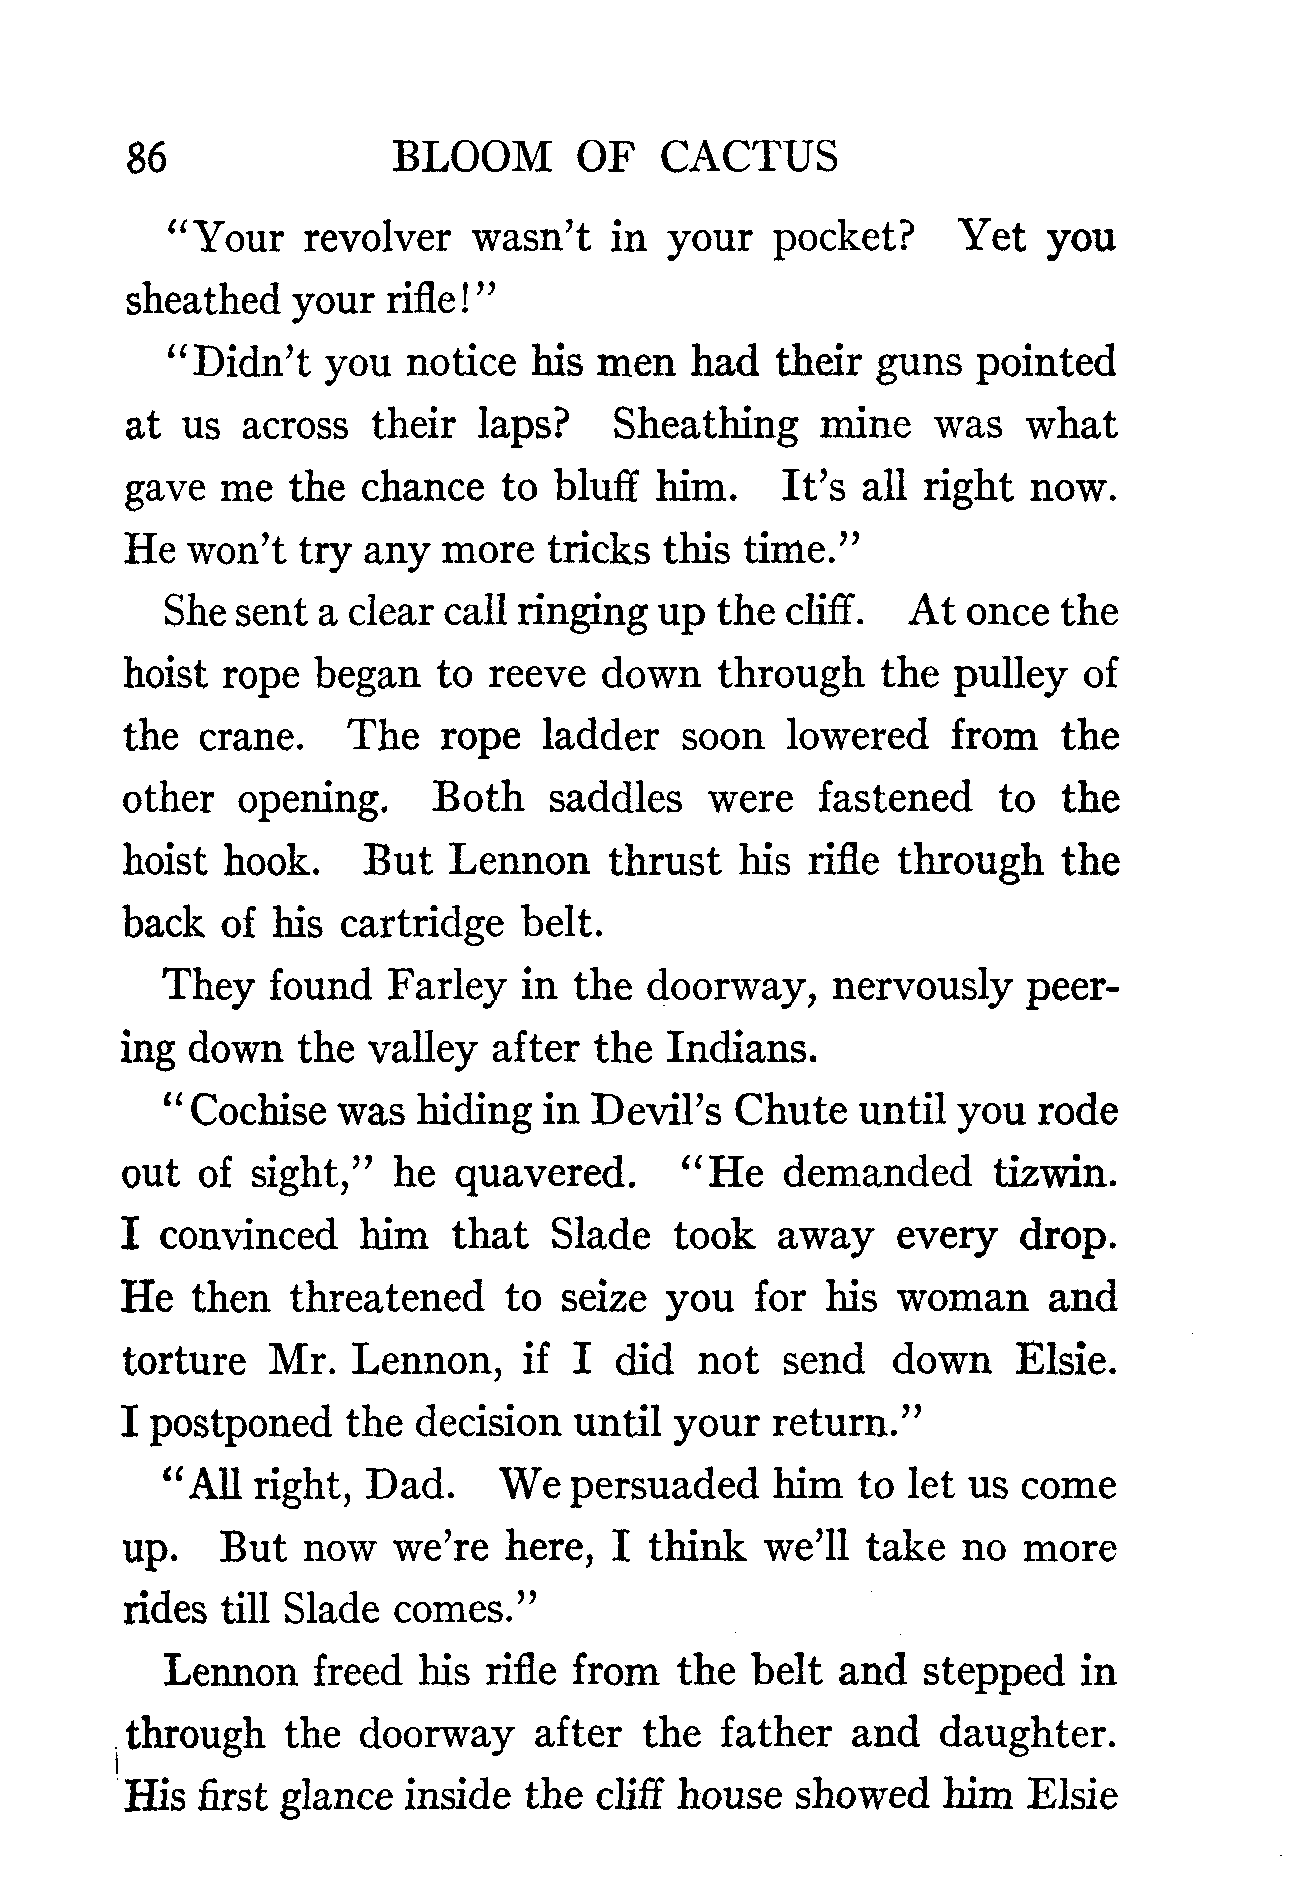 86 BLOOM OF CACTUS
“Your revolver wasn’t in your pocket? Yet you
sheathed your rifle!”
“Didn’t you notice his men had their guns pointed
at us across their laps? Sheathing mine was what
gave me the chance to bluff him. It’s all right now.
He won’t try any more tricks this time.”
She sent a clear call ringing up the cliff. At once the
hoist rope began to reeve down through the pulley of
the crane. The rope ladder soon lowered from the
other opening. Both saddles were fastened to the
hoist hook. But Lennon thrust his rifle through the
back of his cartridge belt.
They found Farley in the doorway, nervously peer-
ing down the valley after the Indians.
“Cochise was hiding in Devil’s Chute until you rode
out of sight,” he quavered. “He demanded tizwin.
I convinced him that Slade took away every drop.
He then threatened to seize you for his woman and
torture Mr. Lennon, if I did not send down Elsie.
I postponed the decision until your return.”
“All right, Dad. We persuaded him to let us come
up. But now we’re here, I think we’ll take no more
rides till Slade comes.”
Lennon freed his rifle from the belt and stepped in
through the doorway after the father and daughter.
His first glance inside the cliff house showed him Elsie